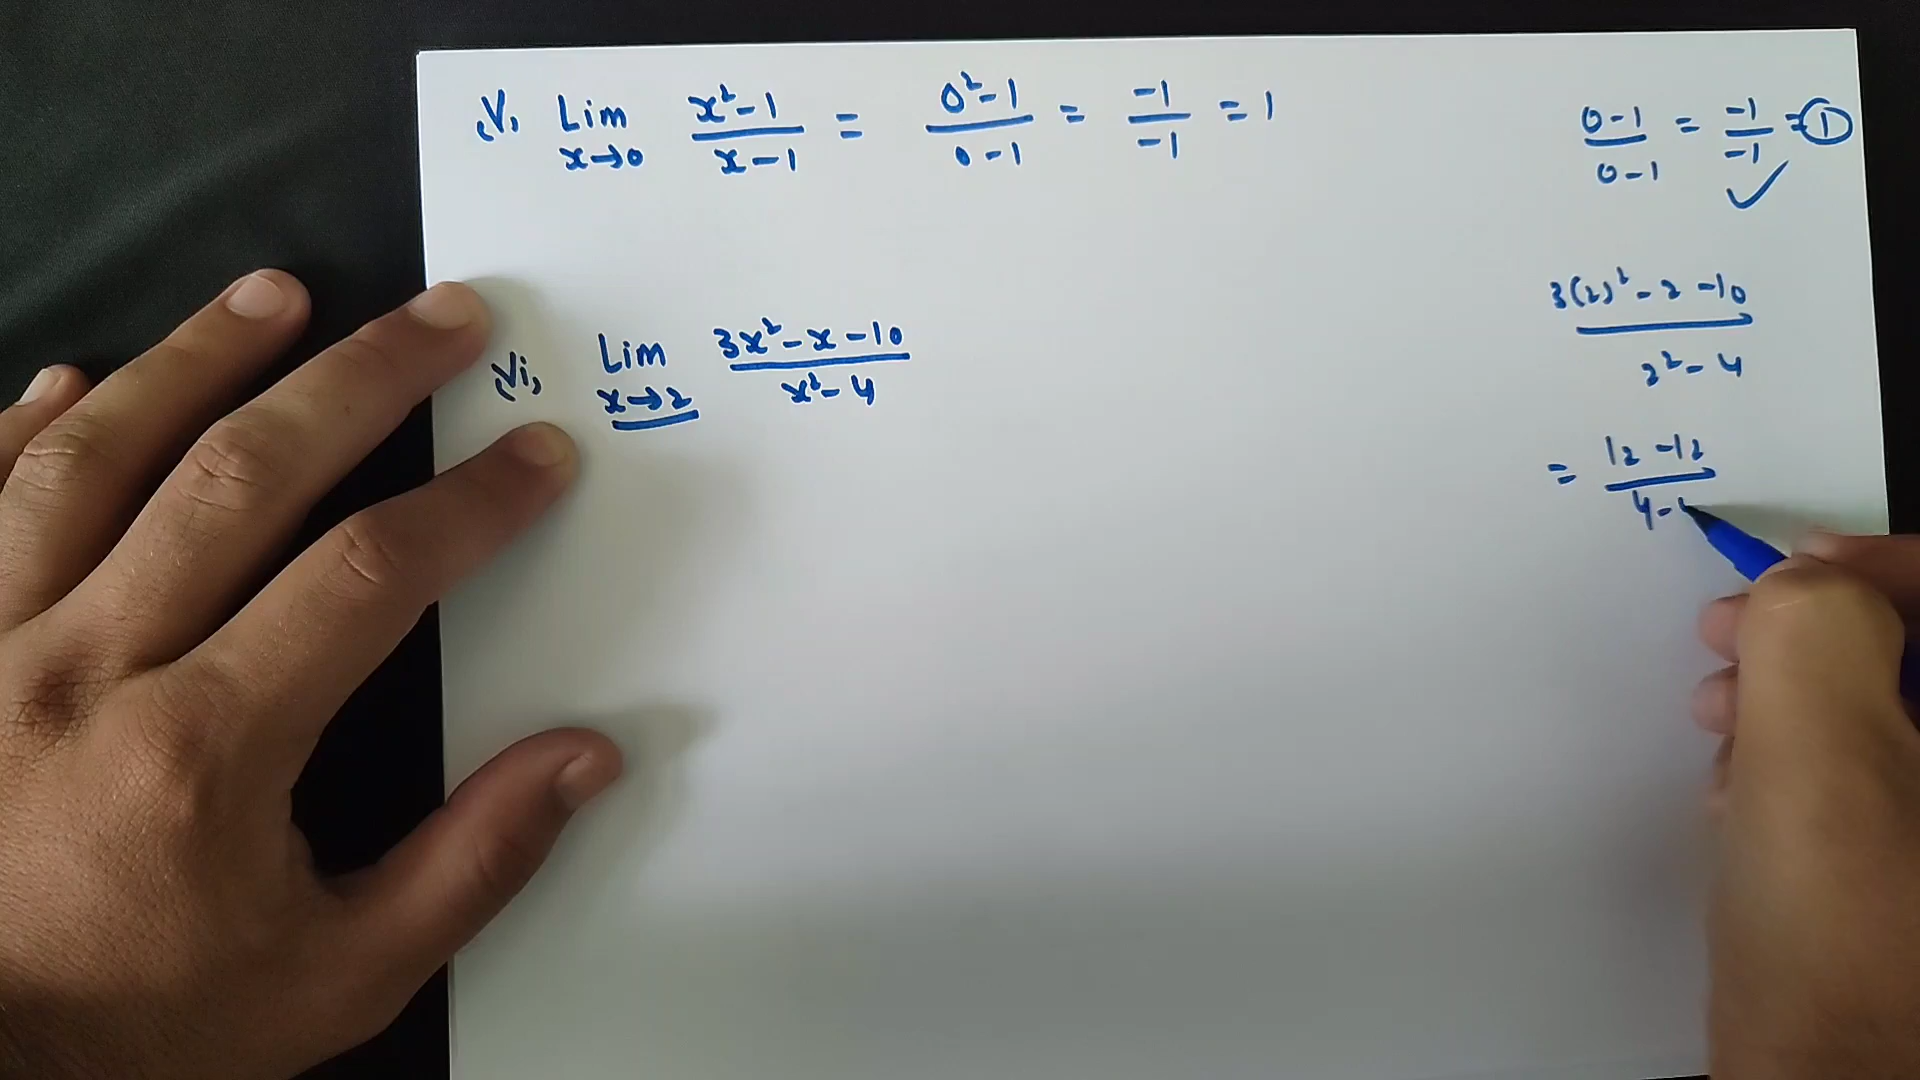 v, Lim x→0 x²-1 / x-1 = 0²-1 / 0-1 = -1 / -1 = 1
0-1 / 0-1 = -1 / -1 = 1 ✓
vi, Lim x→2 3x²-x-10 / x²-4
3(2)²-2-10 / 2²-4
= 12-12 / 4-